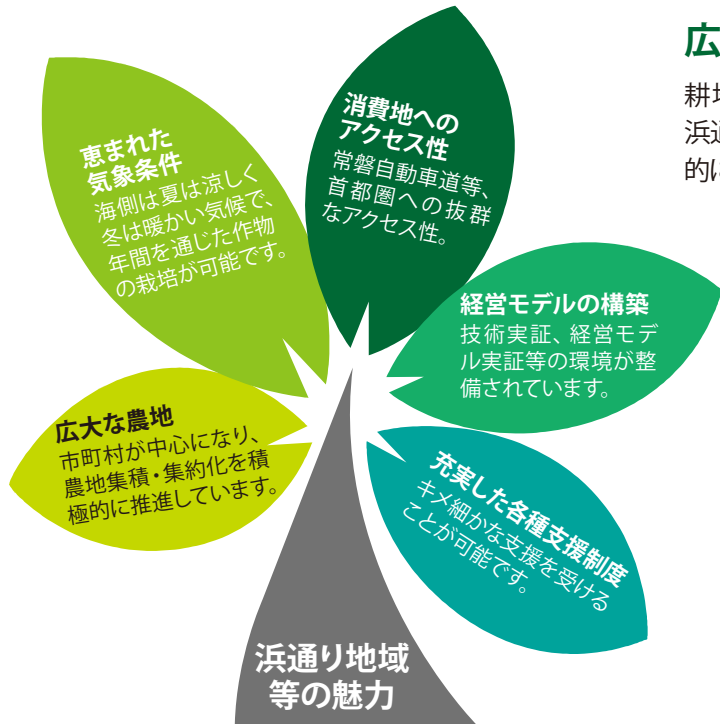 恵まれた
気象条件
海側は夏は涼しく
冬は暖かい気候で、
年間を通じた作物
の栽培が可能です。
消費地への
アクセス性
常磐自動車道等、
首都圏への抜群
なアクセス性。
経営モデルの構築
技術実証、経営モデ
ル実証等の環境が整
備されています。
広大な農地
市町村が中心になり、
農地集積・集約化を積
極的に推進しています。
充実した各種支援制度
キメ細かな支援を受ける
ことが可能です。
浜通り地域
等の魅力
広
耕
浜通
的に